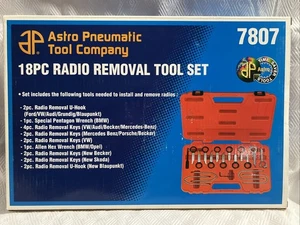 Astro Pneumatic
Tool Company
7807
18PC RADIO REMOVAL TOOL SET
• Set includes the following tools needed to install and remove radios:
- 2pc. Radio Removal U-Hook
(Ford/VW/Audi/Grundig/Blaupunkt)
- 1pc. Special Pentagon Wrench (BMW)
- 4pc. Radio Removal Keys (VW/Audi/Becker/Mercedes-Benz)
- 2pc. Radio Removal Keys (Mercedes Benz/Porsche/Becker)
- 2pc. Radio Removal Keys (VW)
- 1pc. Allen Hex Wrench (BMW/Opel)
- 2pc. Radio Removal Keys (New Becker)
- 2pc. Radio Removal Keys (New Skoda)
- 2pc. Radio Removal U-Hook (New Blaupunkt)
Astro